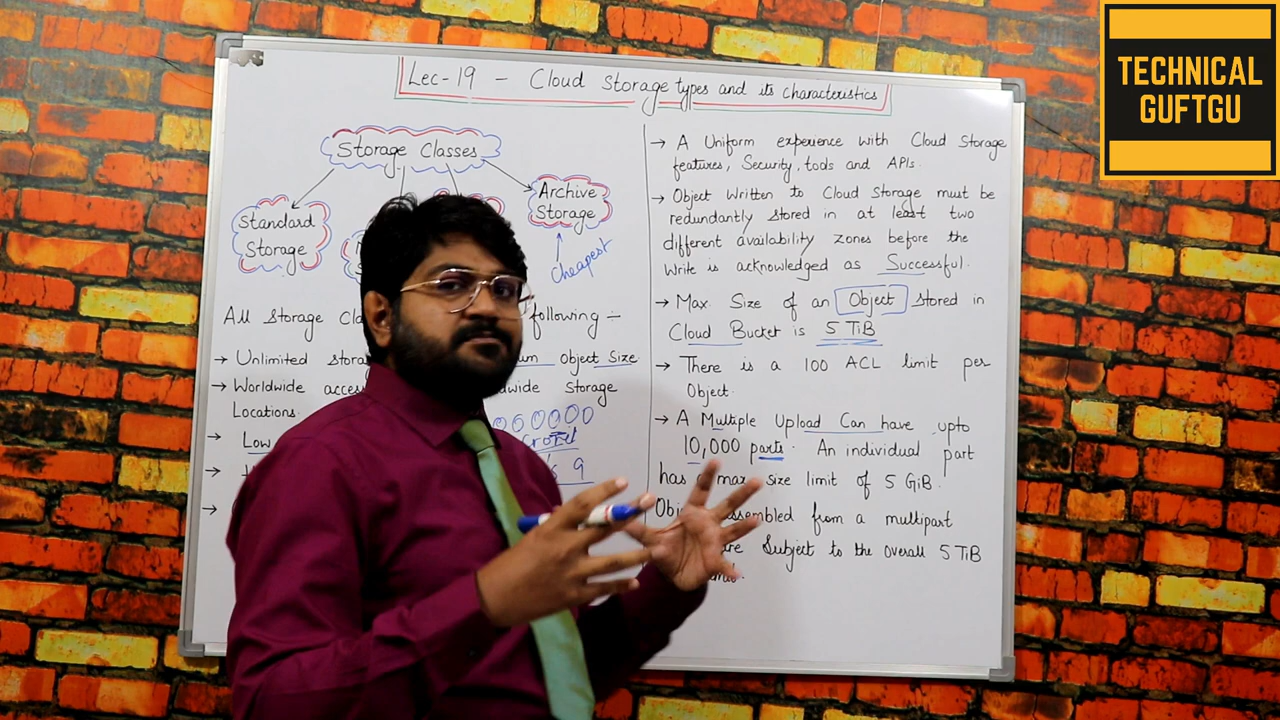 TECHNICAL
GUFTGU
Lec-19 - Cloud Storage types and its characteristics
Storage Classes
Standard
Storage
Archive
Storage
cheapest
All Storage following :-
→ Unlimited Object Size
→ Worldwide Storage
Locations.
→ Low
9
→ A Uniform experience with Cloud Storage
features, Security, tools and APIs.
→ Object Written to Cloud Storage must be
redundantly stored in at least two
different availability zones before the
Write is acknowledged as Successful.
→ Max. Size of an Object stored in
Cloud Bucket is 5 TiB
→ There is a 100 ACL limit per
Object.
→ A Multiple Upload Can have upto
10,000 parts. An individual part
has max size limit of 5 GiB.
assembled from a multipart
Subject to the overall 5 TiB